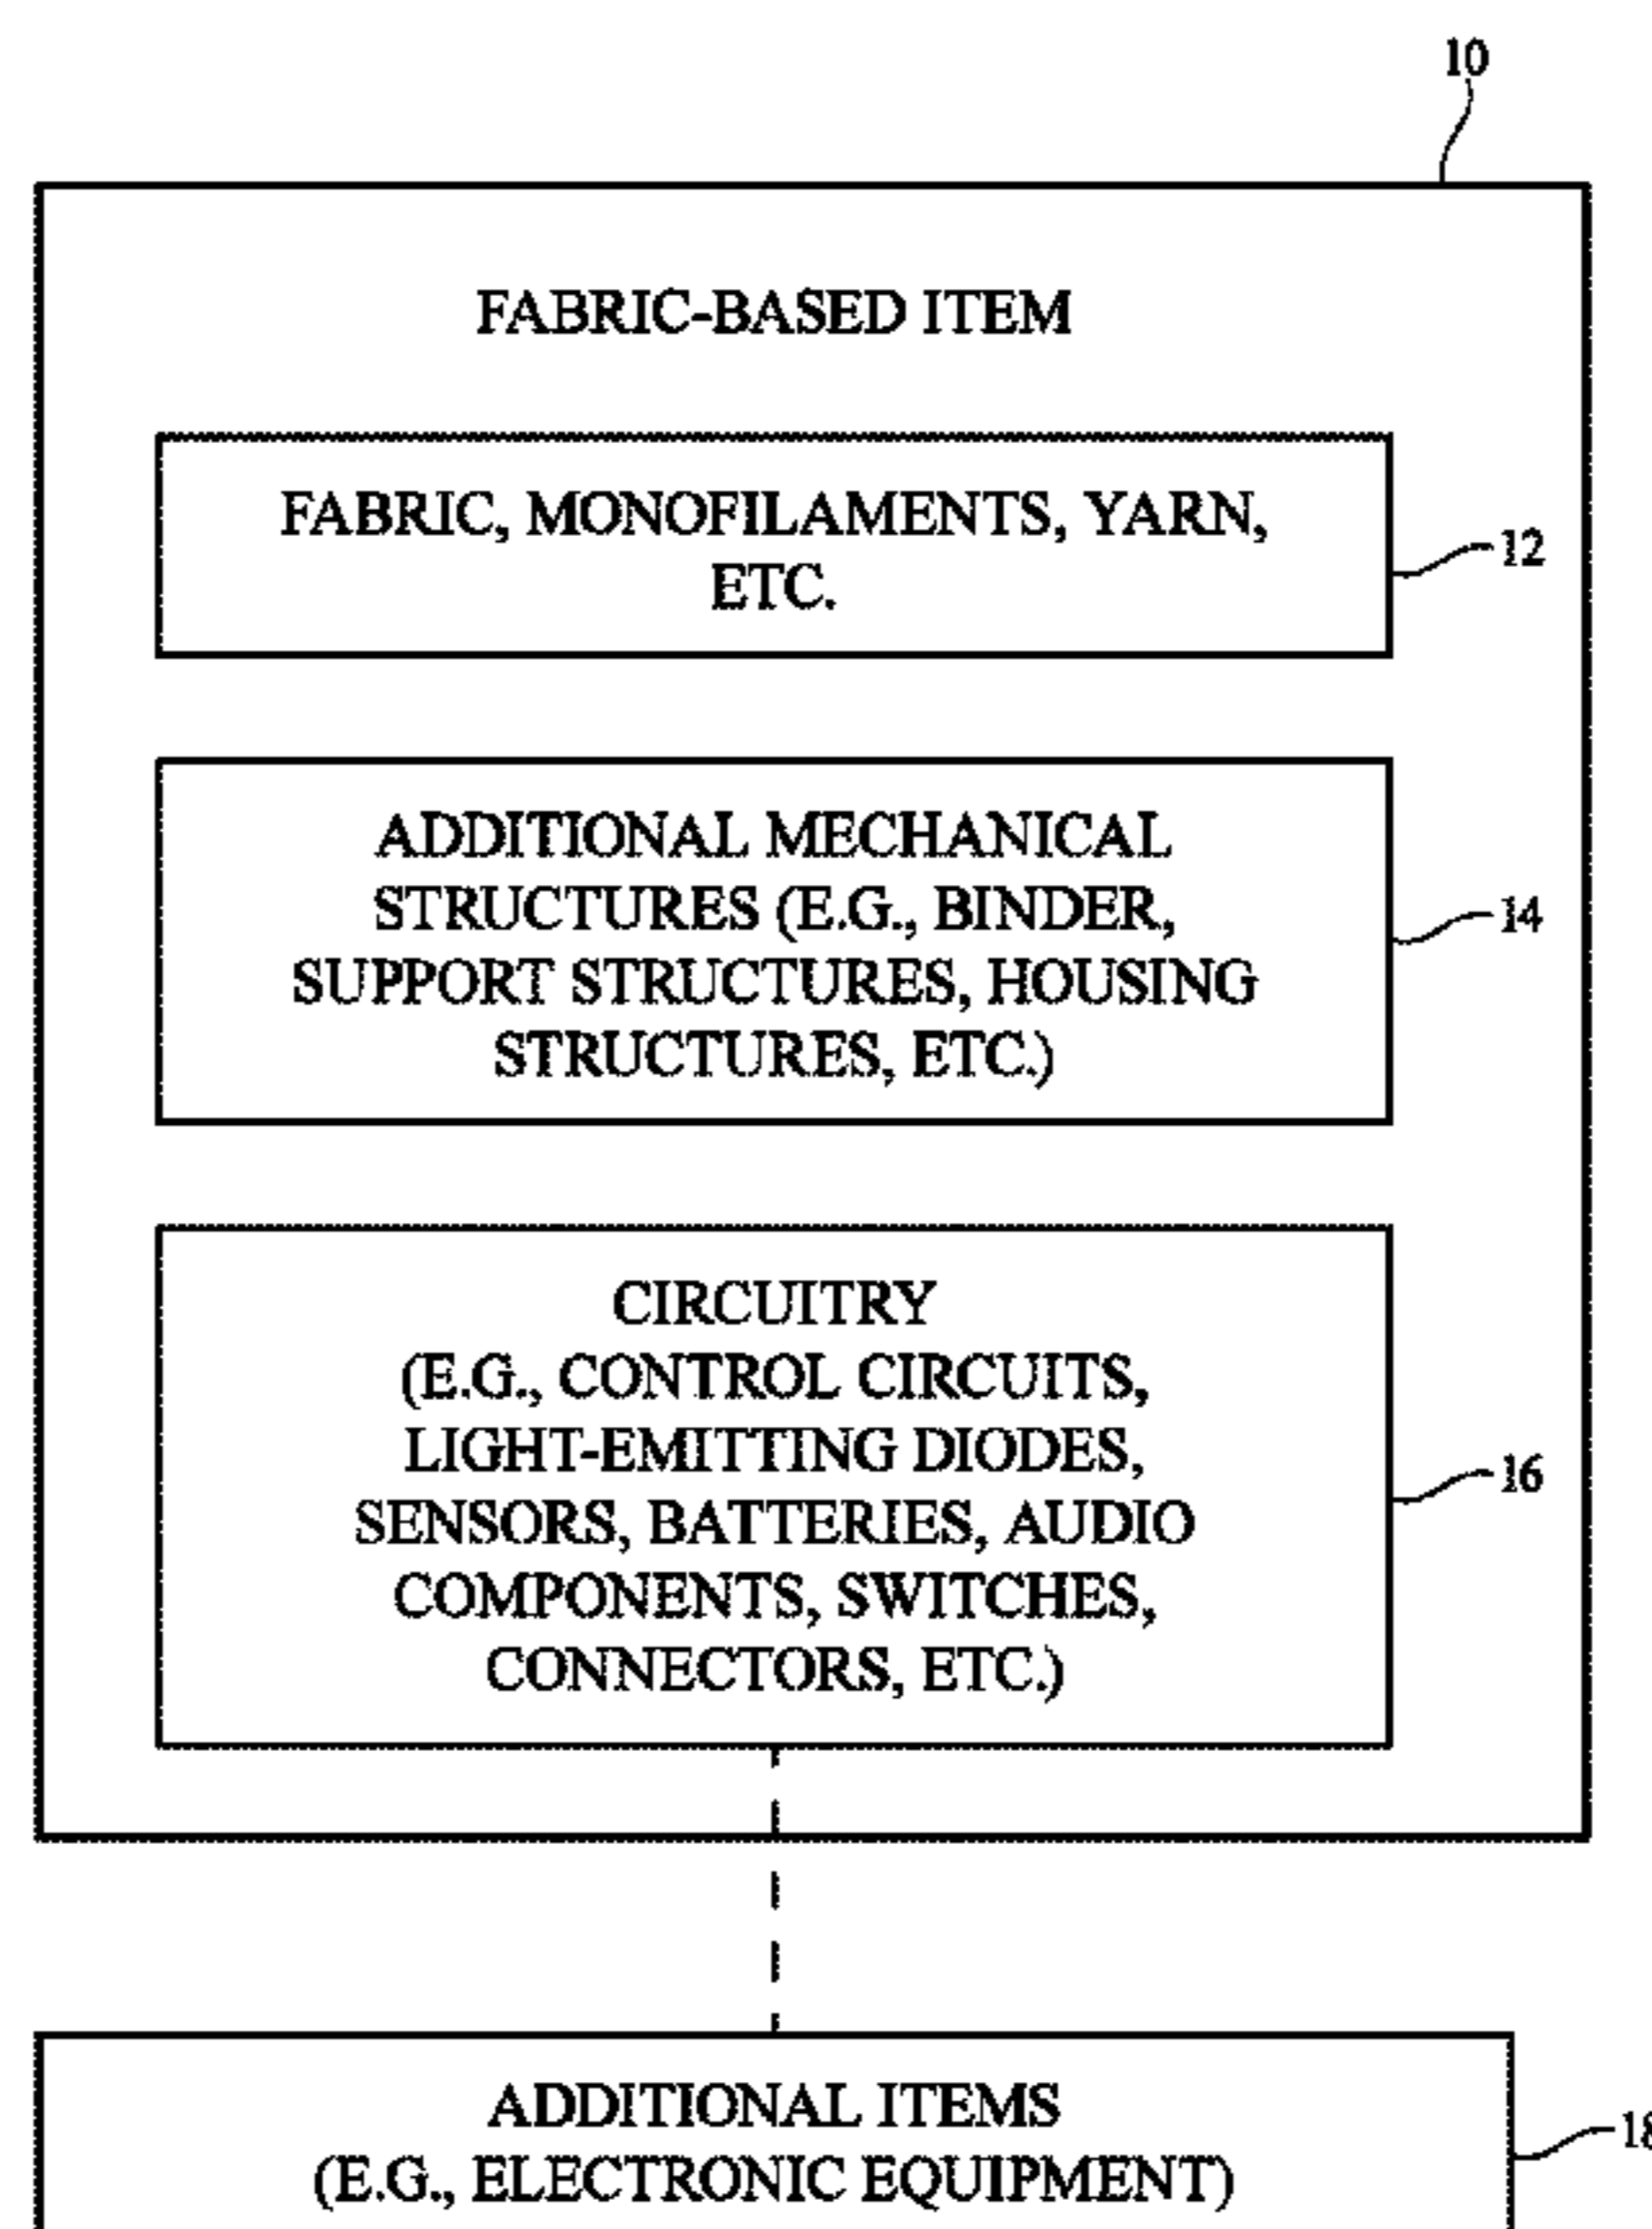 10
FABRIC-BASED ITEM
FABRIC, MONOFILAMENTS, YARN,
ETC.
12
ADDITIONAL MECHANICAL
STRUCTURES (E.G., BINDER,
SUPPORT STRUCTURES, HOUSING
STRUCTURES, ETC.)
14
CIRCUITRY
(E.G., CONTROL CIRCUITS,
LIGHT-EMITTING DIODES,
SENSORS, BATTERIES, AUDIO
COMPONENTS, SWITCHES,
CONNECTORS, ETC.)
16
ADDITIONAL ITEMS
(E.G., ELECTRONIC EQUIPMENT)
18